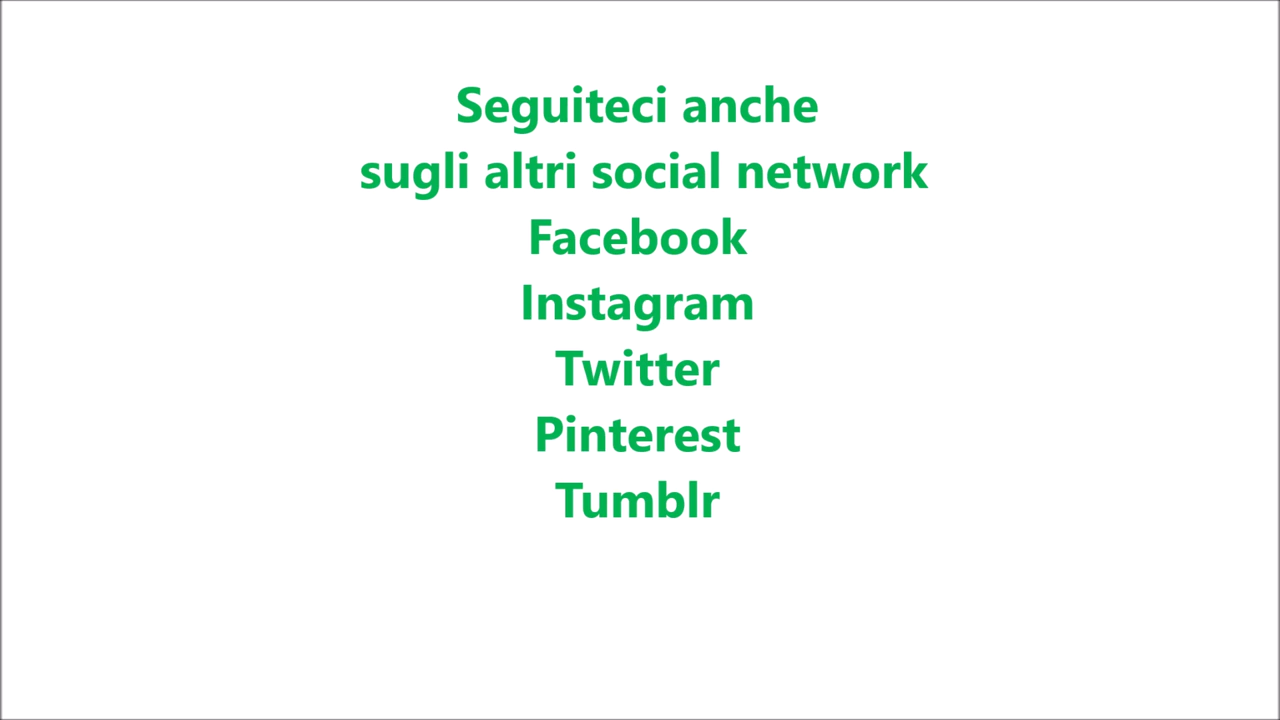 Seguiteci anche
sugli altri social network
Facebook
Instagram
Twitter
Pinterest
Tumblr